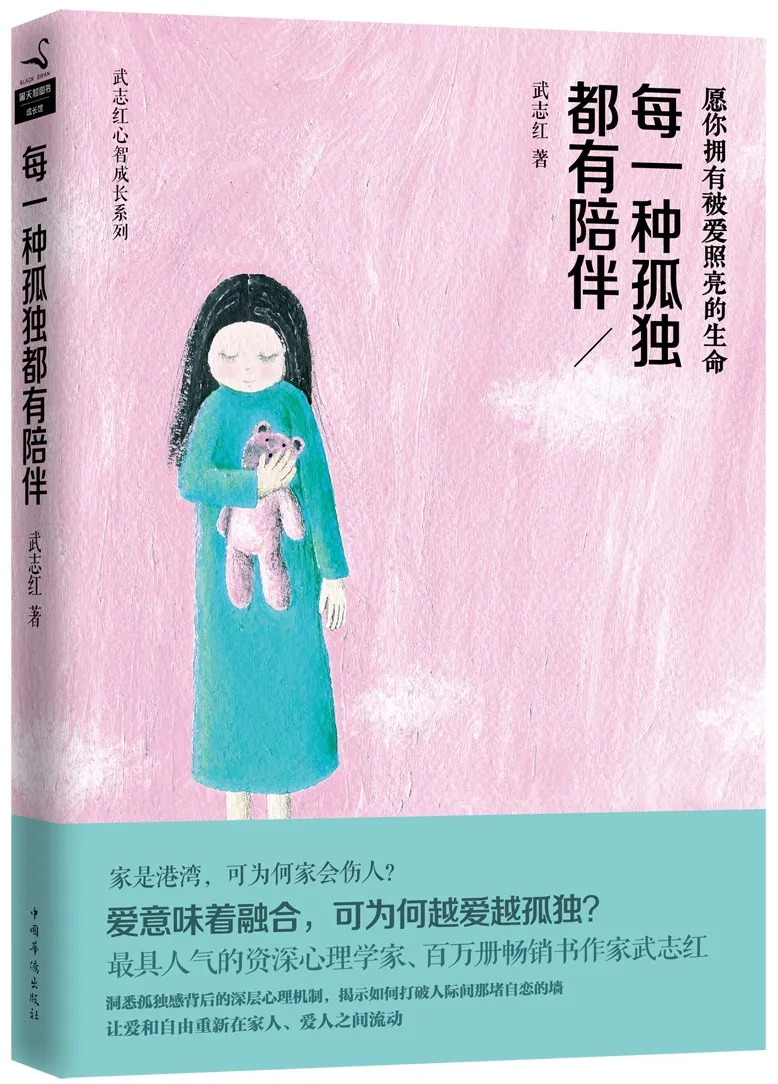 BLACK SWAN
黑天鹅图书
成长馆
每一种孤独都有陪伴
武志红 著
中国华侨出版社
武志红心智成长系列
愿你拥有被爱照亮的生命
每一种孤独
都有陪伴
武志红 著
家是港湾，可为何家会伤人？
爱意味着融合，可为何越爱越孤独？
最具人气的资深心理学家、百万册畅销书作家武志红
洞悉孤独感背后的深层心理机制，揭示如何打破人际间那堵自恋的墙
让爱和自由重新在家人、爱人之间流动